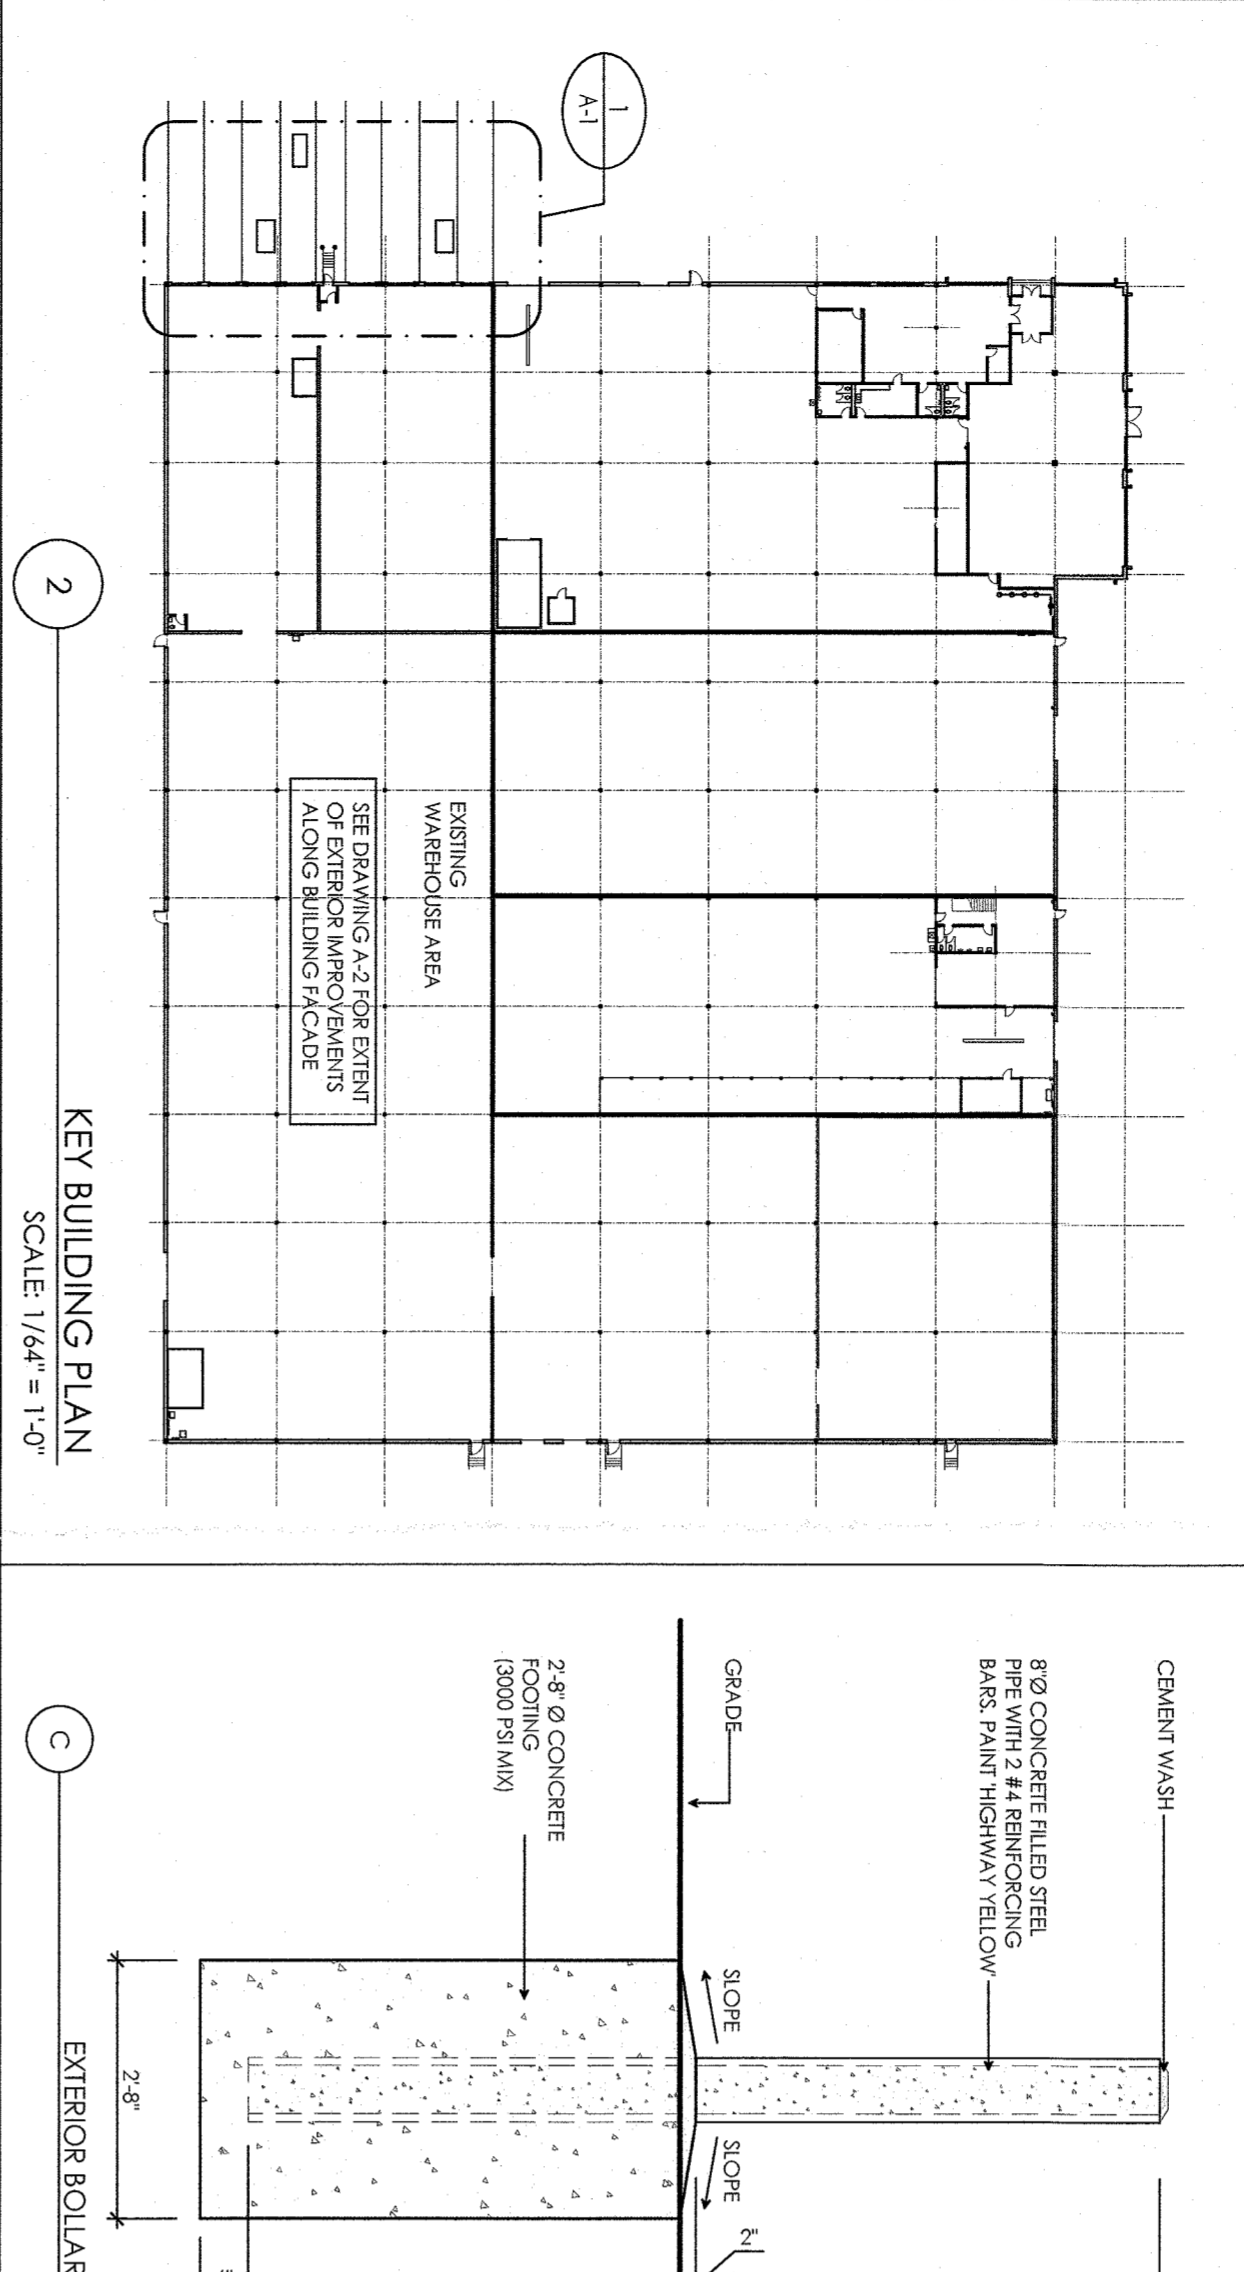 1
A-1
EXISTING
WAREHOUSE AREA
SEE DRAWING A-2 FOR EXTENT
OF EXTERIOR IMPROVEMENTS
ALONG BUILDING FACADE
2
KEY BUILDING PLAN
SCALE: 1/64" = 1'-0"
CEMENT WASH
8"Ø CONCRETE FILLED STEEL
PIPE WITH 2 #4 REINFORCING
BARS. PAINT 'HIGHWAY YELLOW'
GRADE
SLOPE
SLOPE
2"
2'-8" Ø CONCRETE
FOOTING
(3000 PSI MIX)
2'-8"
C
EXTERIOR BOLLAR